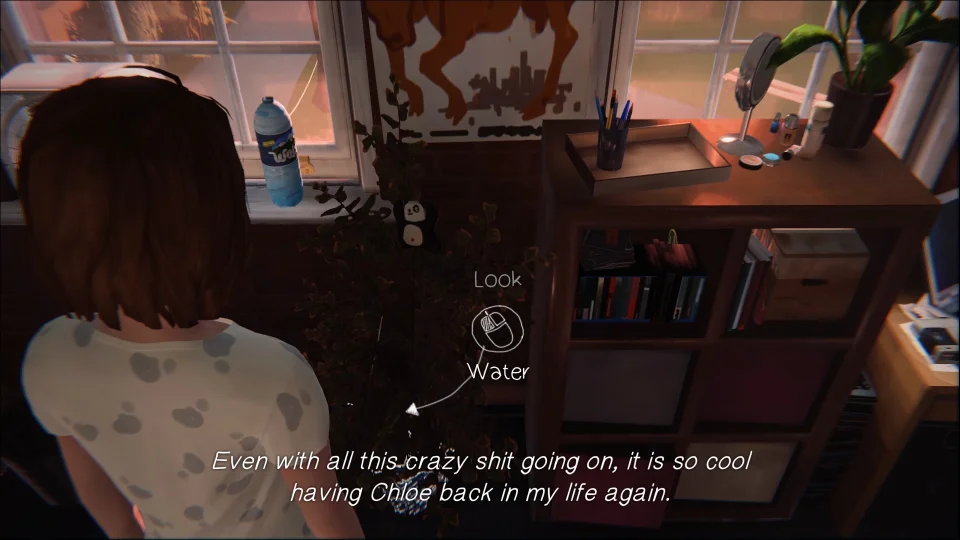 Look
Water
Even with all this crazy shit going on, it is so cool
having Chloe back in my life again.